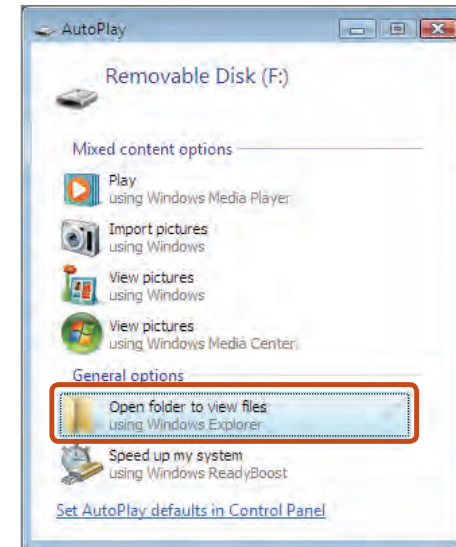 AutoPlay
Removable Disk (F:)
Mixed content options
Play
using Windows Media Player
Import pictures
using Windows
View pictures
using Windows
View pictures
using Windows Media Center
General options
Open folder to view files
using Windows Explorer
Speed up my system
using Windows ReadyBoost
Set AutoPlay defaults in Control Panel